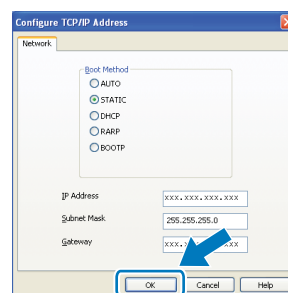 Configure TCP/IP Address
Network
Boot Method
AUTO
STATIC
DHCP
RARP
BOOTP
IP Address xxx.xxx.xxx.xxx
Subnet Mask 255.255.255.0
Gateway
OK Cancel Help